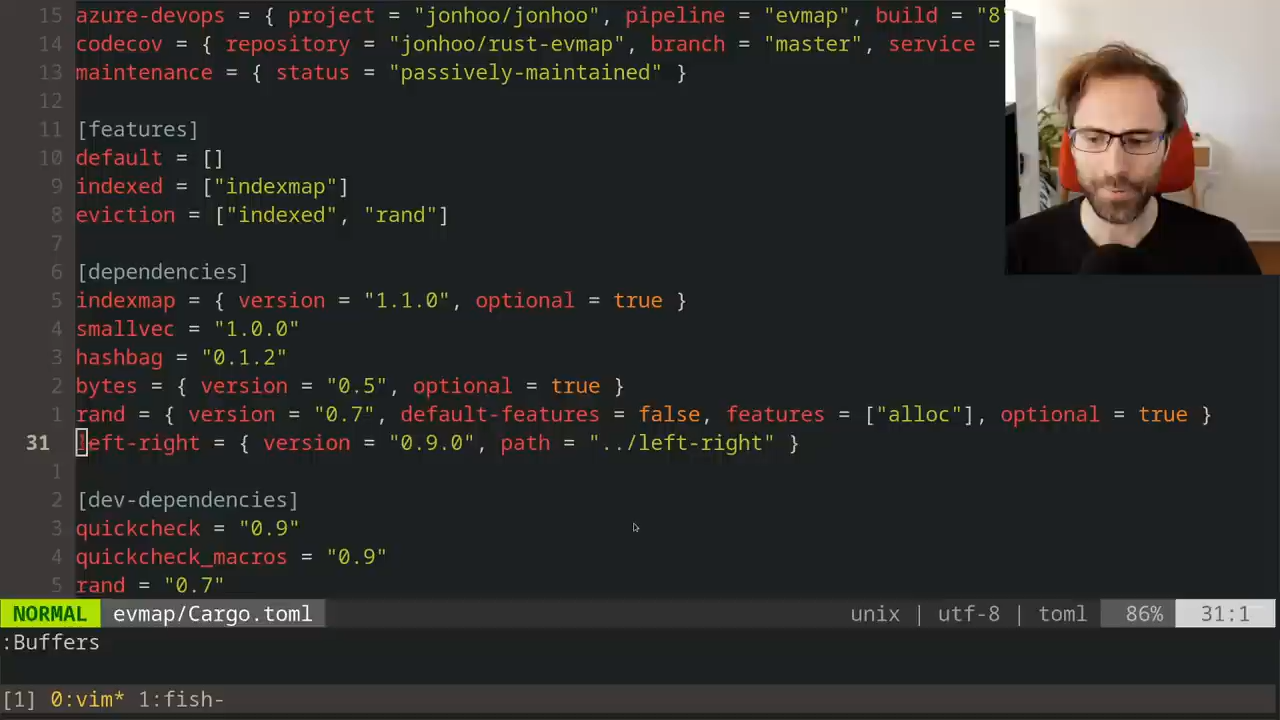 15 azure-devops = { project = "jonhoo/jonhoo", pipeline = "evmap", build = "8
14 codecov = { repository = "jonhoo/rust-evmap", branch = "master", service =
13 maintenance = { status = "passively-maintained" }
12
11 [features]
10 default = []
9 indexed = ["indexmap"]
8 eviction = ["indexed", "rand"]
7
6 [dependencies]
5 indexmap = { version = "1.1.0", optional = true }
4 smallvec = "1.0.0"
3 hashbag = "0.1.2"
2 bytes = { version = "0.5", optional = true }
1 rand = { version = "0.7", default-features = false, features = ["alloc"], optional = true }
31 left-right = { version = "0.9.0", path = "../left-right" }
1
2 [dev-dependencies]
3 quickcheck = "0.9"
4 quickcheck_macros = "0.9"
5 rand = "0.7"
NORMAL evmap/Cargo.toml unix | utf-8 | toml 86% 31:1
:Buffers
[1] 0:vim* 1:fish-